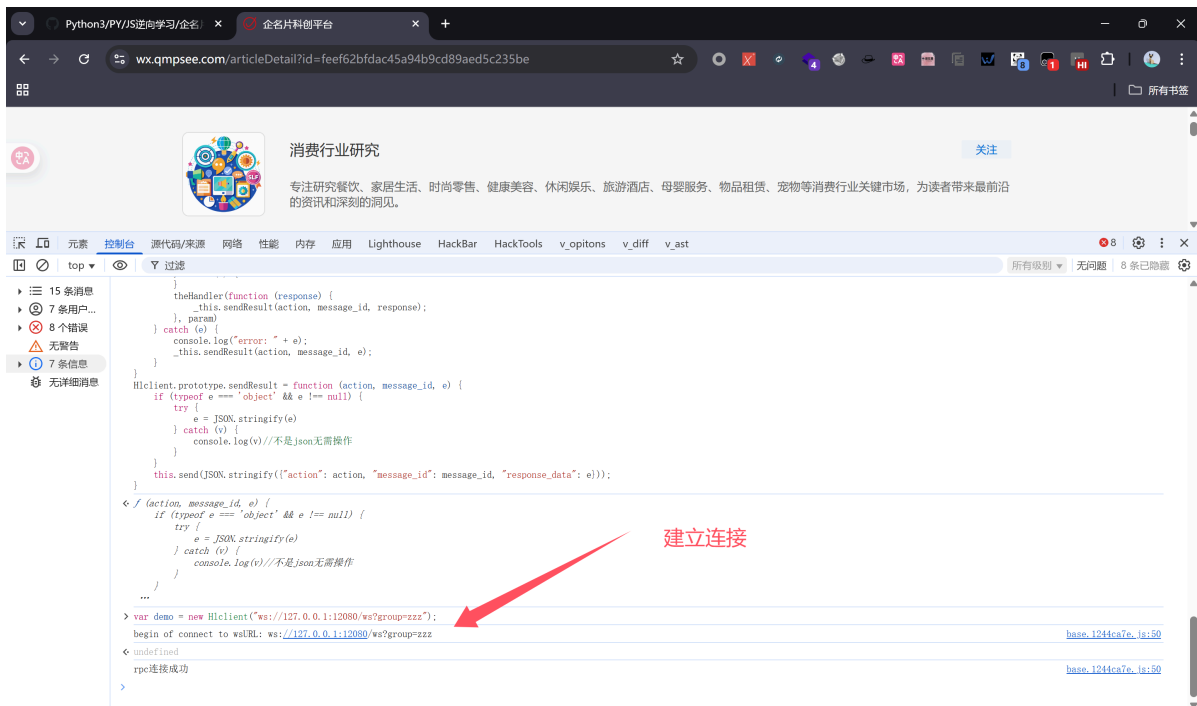 Python3/PY/JS逆向学习/企名
企名片科创平台
wx.qmpsee.com/articleDetail?id=feef62bfdac45a94b9cd89aed5c235be
4
8
1
HI
所有书签
消费行业研究
关注
专注研究餐饮、家居生活、时尚零售、健康美容、休闲娱乐、旅游酒店、母婴服务、物品租赁、宠物等消费行业关键市场，为读者带来最前沿
的资讯和深刻的洞见。
元素 控制台 源代码/来源 网络 性能 内存 应用 Lighthouse HackBar HackTools v_opitons v_diff v_ast 8
top 过滤 所有级别 无问题 8 条已隐藏
15 条消息
7 条用户...
8 个错误
无警告
7 条信息
无详细消息
}
theHandler(function (response) {
_this.sendResult(action, message_id, response);
}, param)
} catch (e) {
console.log("error: " + e);
_this.sendResult(action, message_id, e);
}
}
Hlclient.prototype.sendResult = function (action, message_id, e) {
if (typeof e === 'object' && e !== null) {
try {
e = JSON.stringify(e)
} catch (v) {
console.log(v)//不是json无需操作
}
}
this.send(JSON.stringify({"action": action, "message_id": message_id, "response_data": e}));
}
ƒ (action, message_id, e) {
if (typeof e === 'object' && e !== null) {
try {
e = JSON.stringify(e)
} catch (v) {
console.log(v)//不是json无需操作
}
}
…
建立连接
var demo = new Hlclient("ws://127.0.0.1:12080/ws?group=zzz");
begin of connect to wsURL: ws://127.0.0.1:12080/ws?group=zzz base.1244ca7e.js:50
undefined
rpc连接成功 base.1244ca7e.js:50